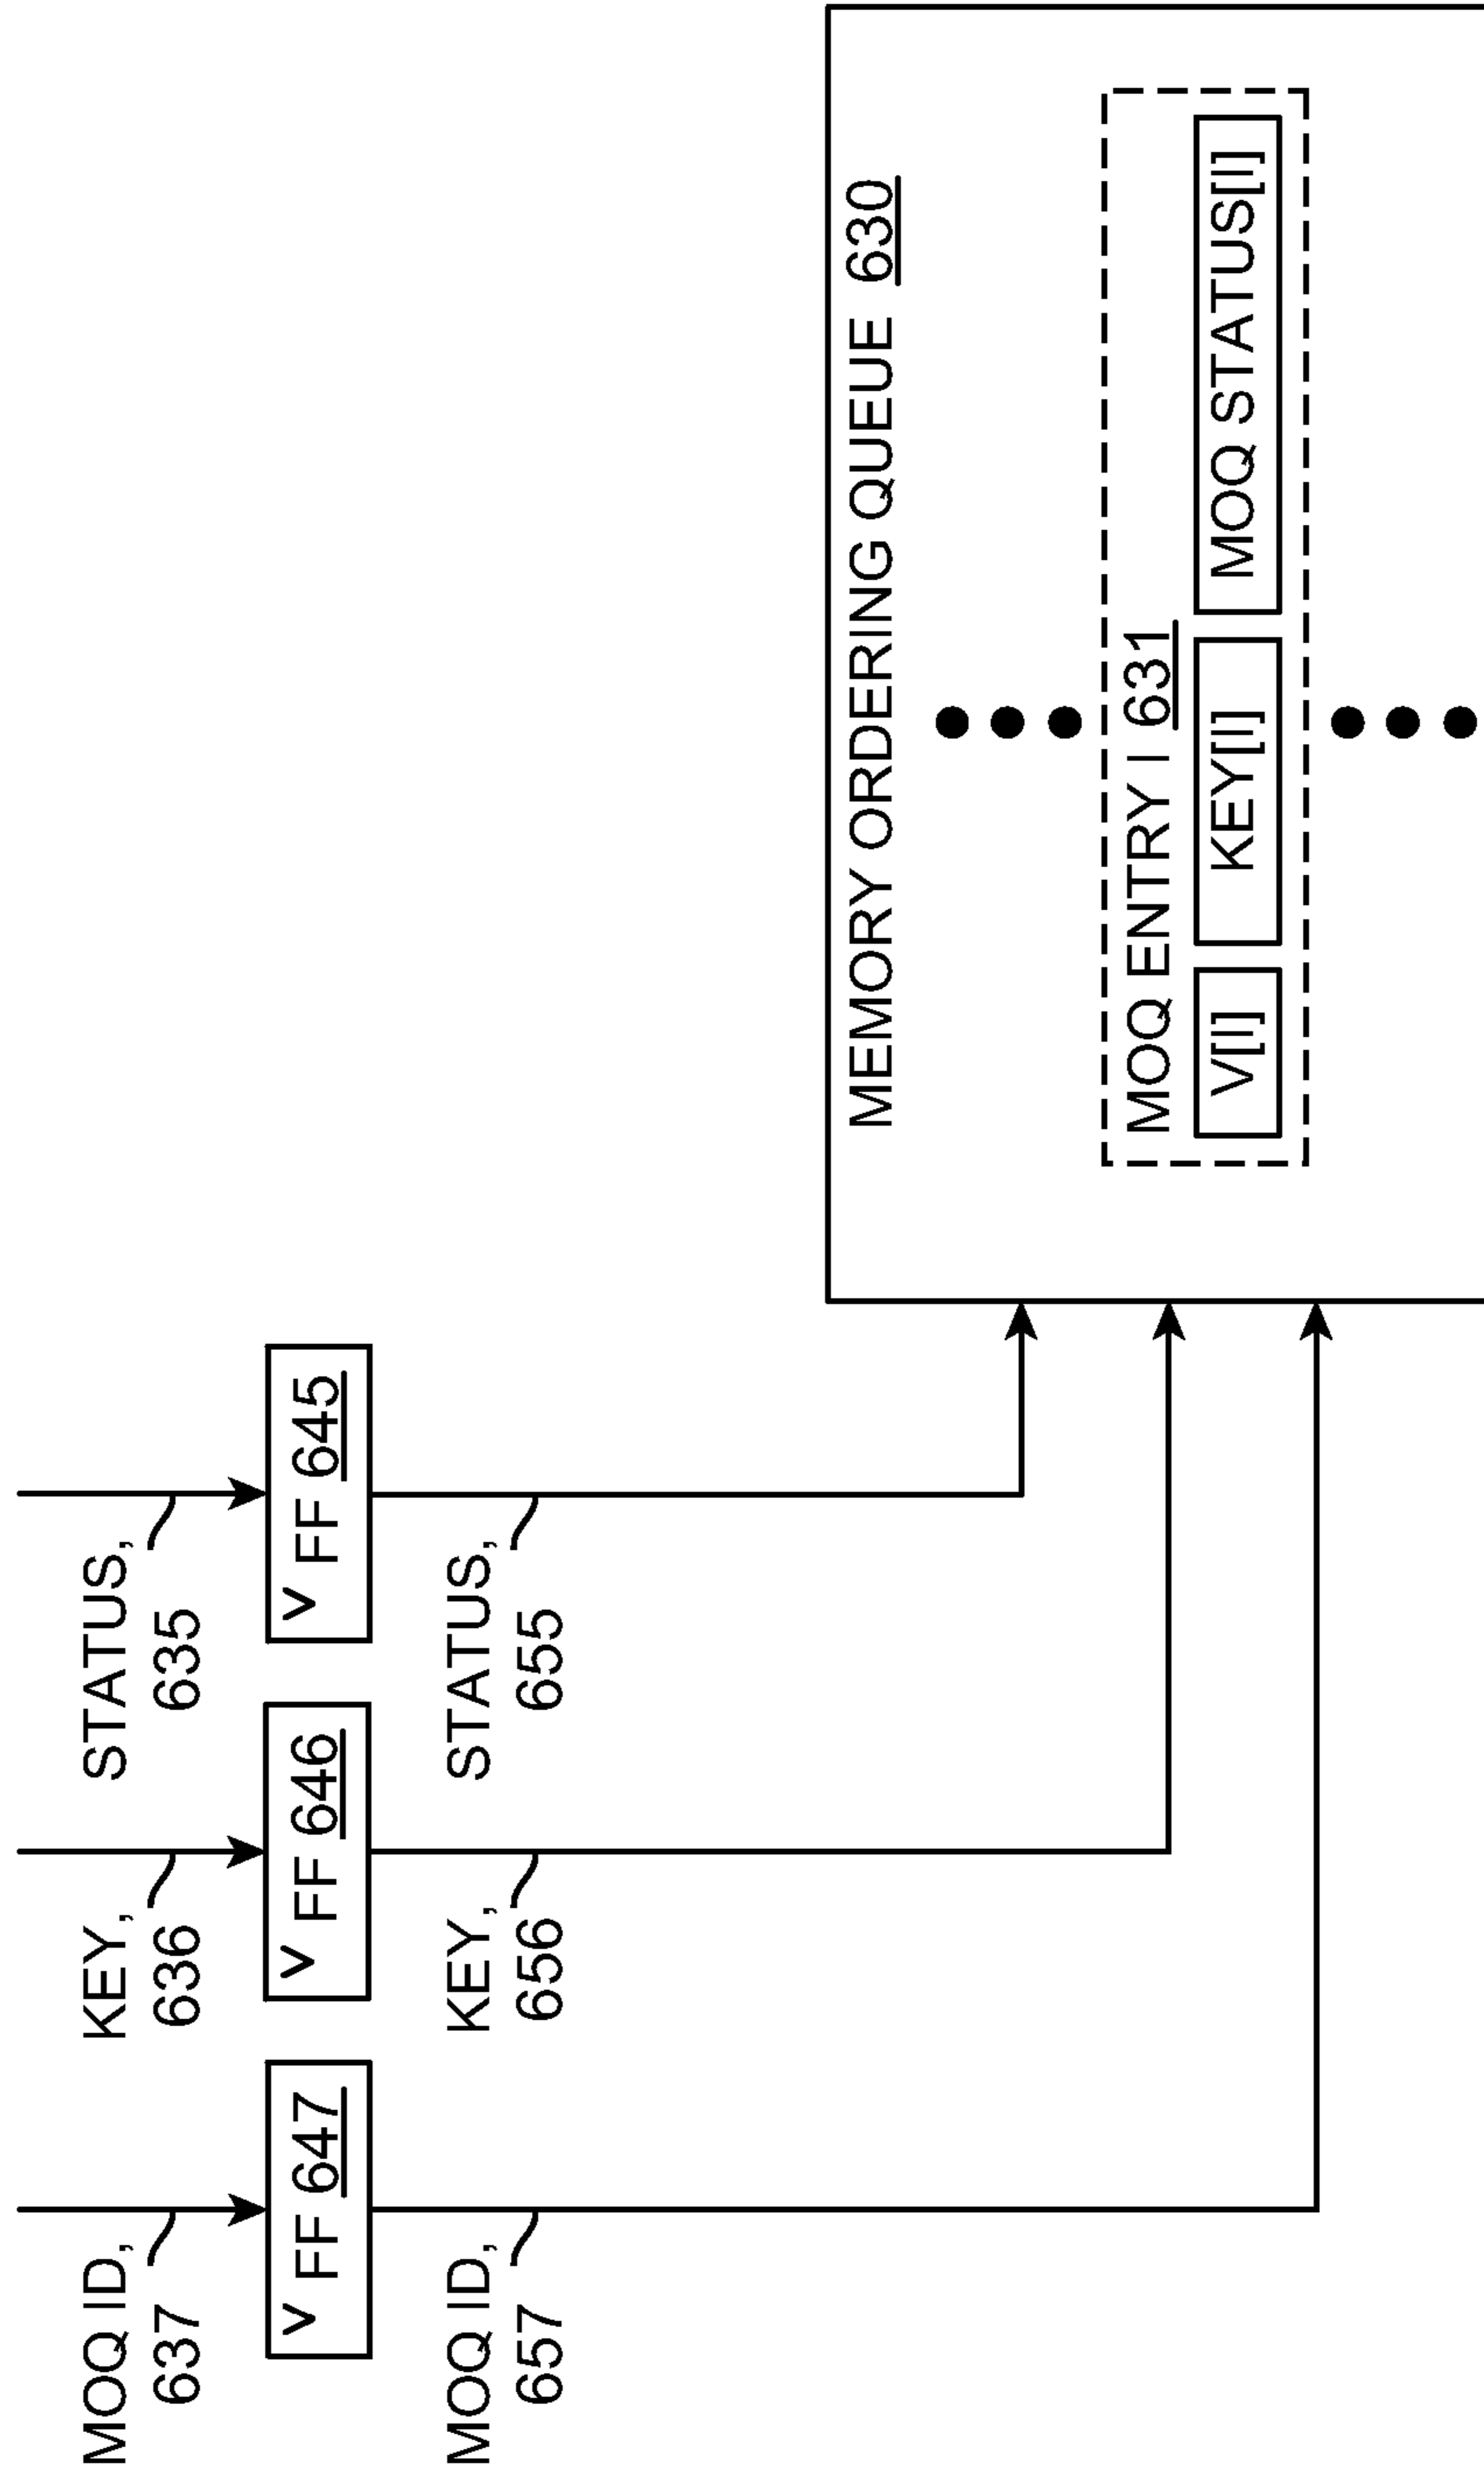 MOQ ID,
637
KEY,
636
STATUS,
635
FF 647
FF 646
FF 645
MOQ ID,
657
KEY,
656
STATUS,
655
MEMORY ORDERING QUEUE 630
MOQ ENTRY I 631
V[I]
KEY[I]
MOQ STATUS[I]